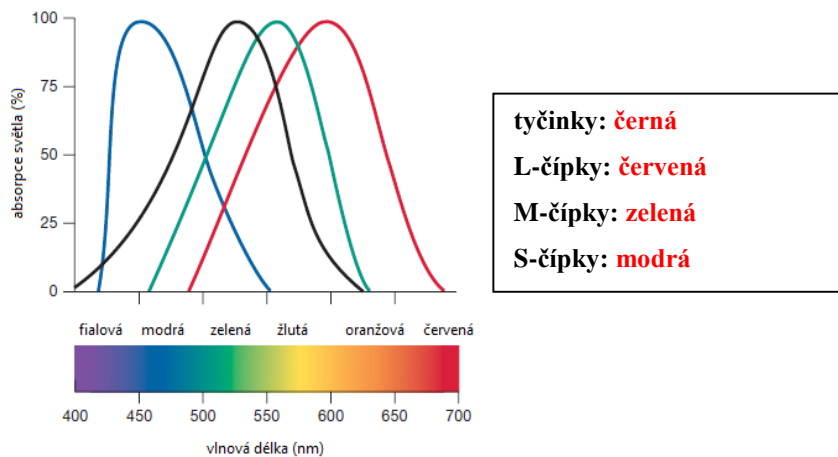 100
75
50
25
0
absorpce světla (%)
tyčinky: černá
L-čípky: červená
M-čípky: zelená
S-čípky: modrá
fialová modrá zelená žlutá oranžová červená
400 450 500 550 600 650 700
vlnová délka (nm)